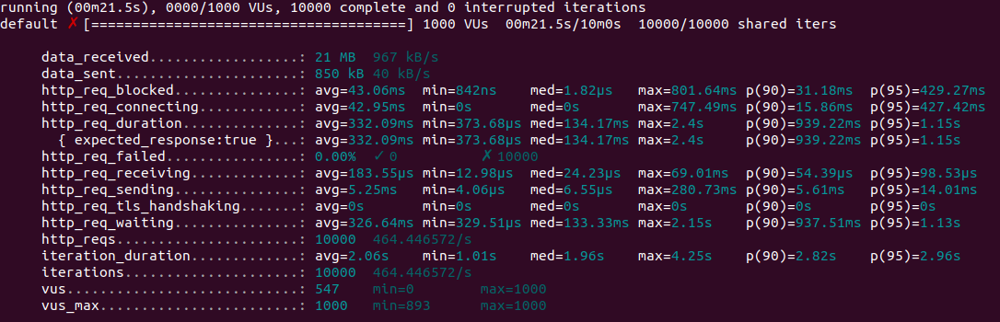 running (00m21.5s), 0000/1000 VUs, 10000 complete and 0 interrupted iterations
default ✗ [======================================] 1000 VUs  00m21.5s/10m0s  10000/10000 shared iters
data_received..................: 21 MB  967 kB/s
data_sent......................: 850 kB 40 kB/s
http_req_blocked...............: avg=43.06ms  min=842ns    med=1.82µs   max=801.64ms p(90)=31.18ms  p(95)=429.27ms
http_req_connecting............: avg=42.95ms  min=0s       med=0s       max=747.49ms p(90)=15.86ms  p(95)=427.42ms
http_req_duration..............: avg=332.09ms min=373.68µs med=134.17ms max=2.4s     p(90)=939.22ms p(95)=1.15s
{ expected_response:true }...: avg=332.09ms min=373.68µs med=134.17ms max=2.4s     p(90)=939.22ms p(95)=1.15s
http_req_failed................: 0.00%  ✓ 0          ✗ 10000
http_req_receiving.............: avg=183.55µs min=12.98µs  med=24.23µs  max=69.01ms  p(90)=54.39µs  p(95)=98.53µs
http_req_sending...............: avg=5.25ms   min=4.06µs   med=6.55µs   max=280.73ms p(90)=5.61ms   p(95)=14.01ms
http_req_tls_handshaking.......: avg=0s       min=0s       med=0s       max=0s       p(90)=0s       p(95)=0s
http_req_waiting...............: avg=326.64ms min=329.51µs med=133.33ms max=2.15s    p(90)=937.51ms p(95)=1.13s
http_reqs......................: 10000  464.446572/s
iteration_duration.............: avg=2.06s    min=1.01s    med=1.96s    max=4.25s    p(90)=2.82s    p(95)=2.96s
iterations.....................: 10000  464.446572/s
vus............................: 547    min=0        max=1000
vus_max........................: 1000   min=893      max=1000